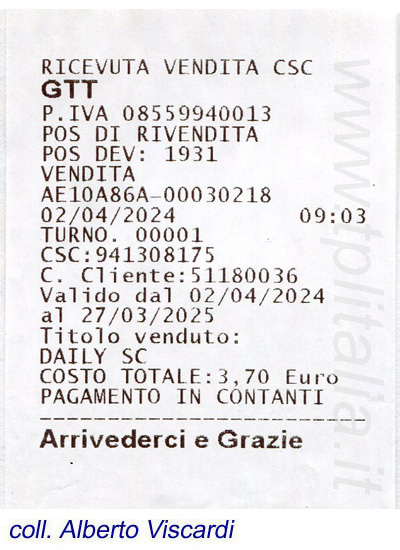 RICEVUTA VENDITA CSC
GTT
P.IVA 08559940013
POS DI RIVENDITA
POS DEV: 1931
VENDITA
AE10A86A-00030218
02/04/2024 09:03
TURNO. 00001
CSC:941308175
C. Cliente:51180036
Valido dal 02/04/2024
al 27/03/2025
Titolo venduto:
DAILY SC
COSTO TOTALE:3,70 Euro
PAGAMENTO IN CONTANTI
Arrivederci e Grazie
www.tplitalia.it
coll. Alberto Viscardi